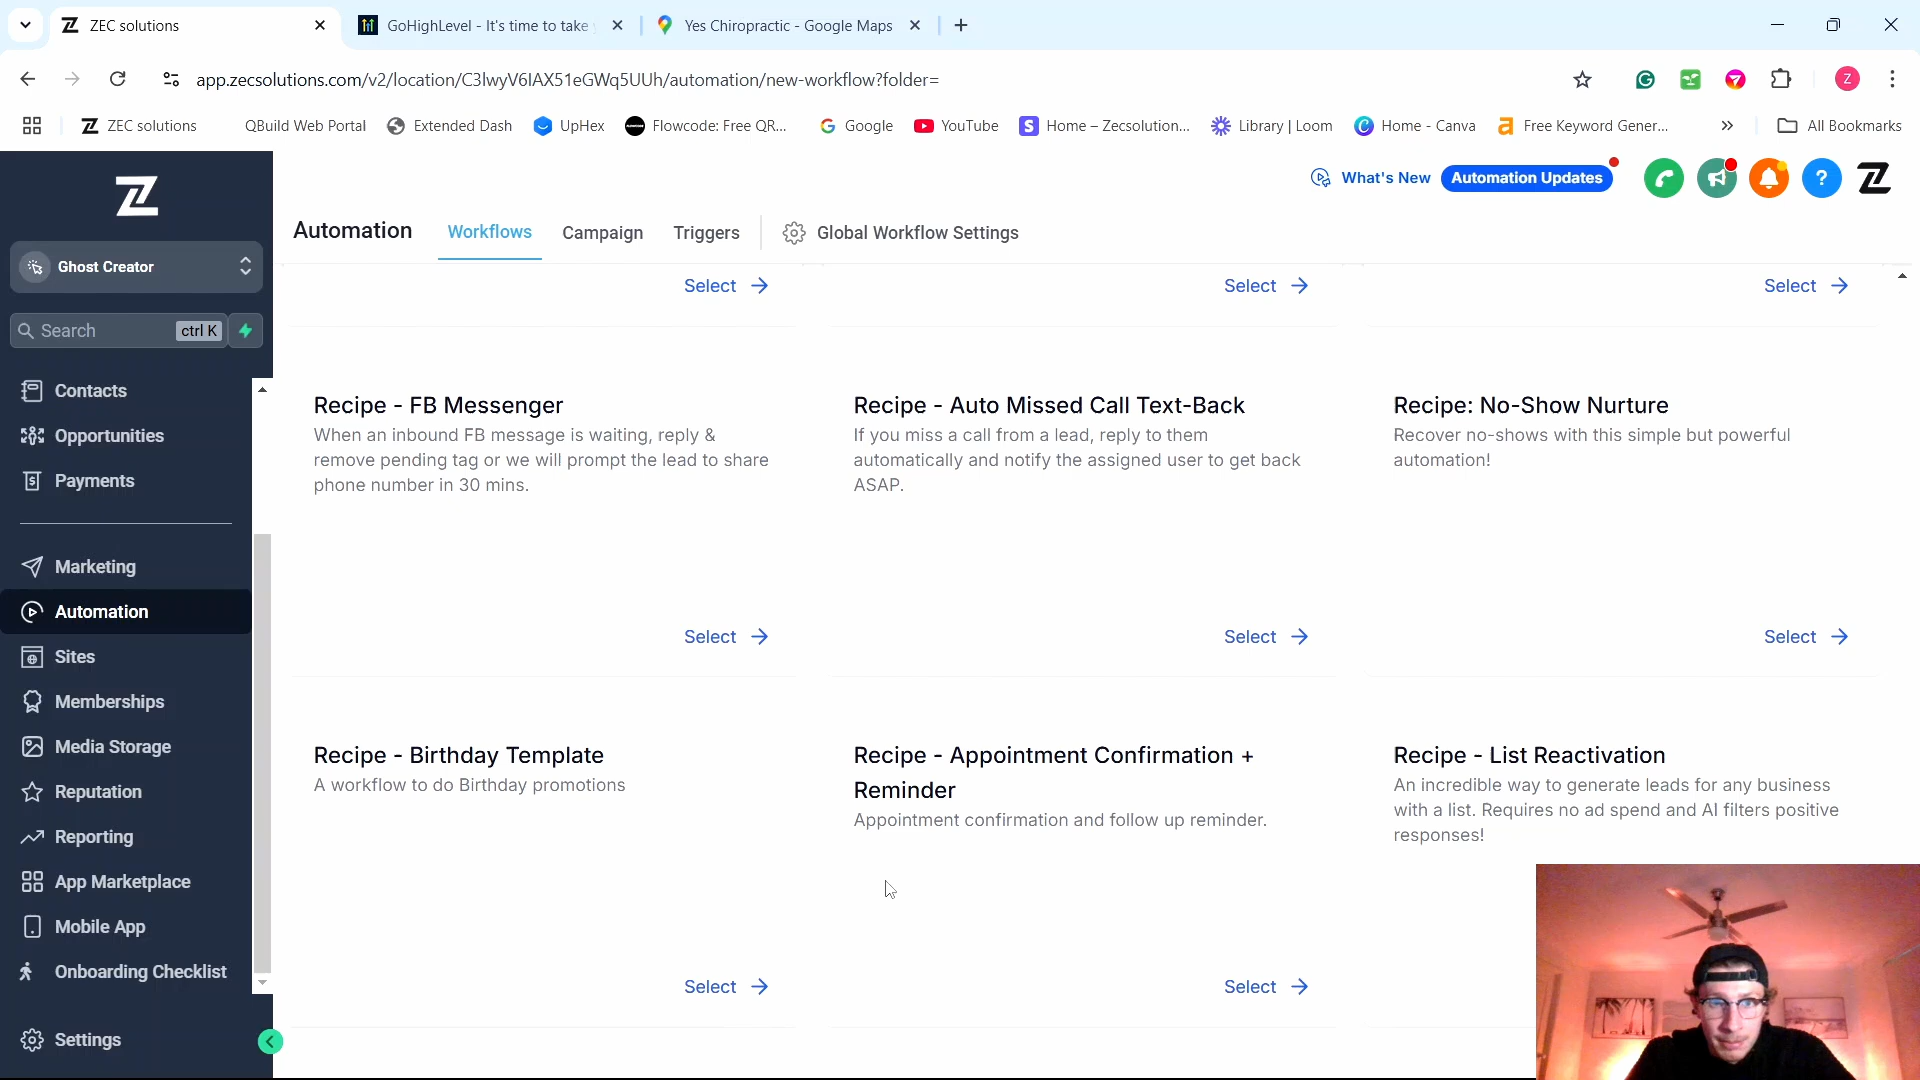 ZEC solutions
GoHighLevel - It's time to take
Yes Chiropractic - Google Maps
app.zecsolutions.com/v2/location/C3lwyV6IAX51eGWq5UUh/automation/new-workflow?folder=
Z
ZEC solutions
QBuild Web Portal
Extended Dash
UpHex
Flowcode: Free QR...
Google
YouTube
Home – Zecsolution...
Library | Loom
Home - Canva
Free Keyword Gener...
All Bookmarks
What's New
Automation Updates
Ghost Creator
Search
ctrl K
Contacts
Opportunities
Payments
Marketing
Automation
Sites
Memberships
Media Storage
Reputation
Reporting
App Marketplace
Mobile App
Onboarding Checklist
Settings
Automation
Workflows
Campaign
Triggers
Global Workflow Settings
Select
Select
Select
Recipe - FB Messenger
When an inbound FB message is waiting, reply &
remove pending tag or we will prompt the lead to share
phone number in 30 mins.
Select
Recipe - Auto Missed Call Text-Back
If you miss a call from a lead, reply to them
automatically and notify the assigned user to get back
ASAP.
Select
Recipe: No-Show Nurture
Recover no-shows with this simple but powerful
automation!
Select
Recipe - Birthday Template
A workflow to do Birthday promotions
Select
Recipe - Appointment Confirmation +
Reminder
Appointment confirmation and follow up reminder.
Select
Recipe - List Reactivation
An incredible way to generate leads for any business
with a list. Requires no ad spend and AI filters positive
responses!